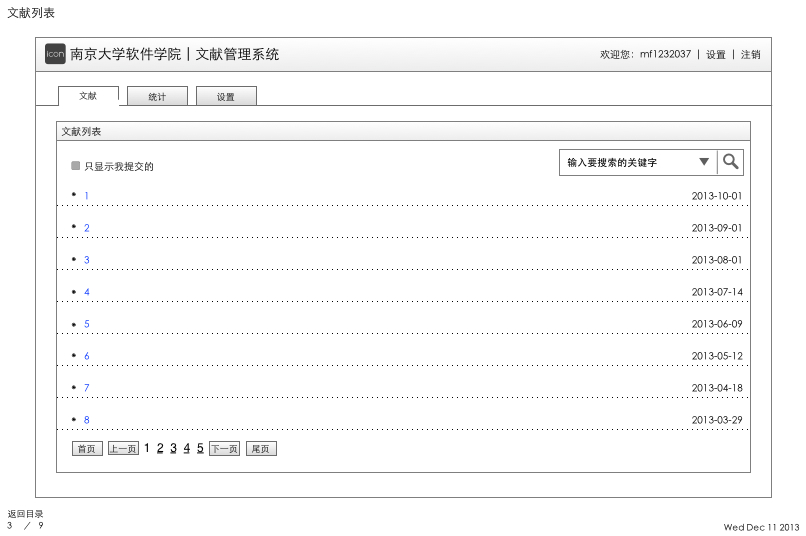 文献列表
icon 南京大学软件学院 | 文献管理系统
欢迎您: mf1232037 | 设置 | 注销
文献 统计 设置
文献列表
只显示我提交的
输入要搜索的关键字
1 2013-10-01
2 2013-09-01
3 2013-08-01
4 2013-07-14
5 2013-06-09
6 2013-05-12
7 2013-04-18
8 2013-03-29
首页 上一页 1 2 3 4 5 下一页 尾页
返回目录
3 / 9
Wed Dec 11 2013